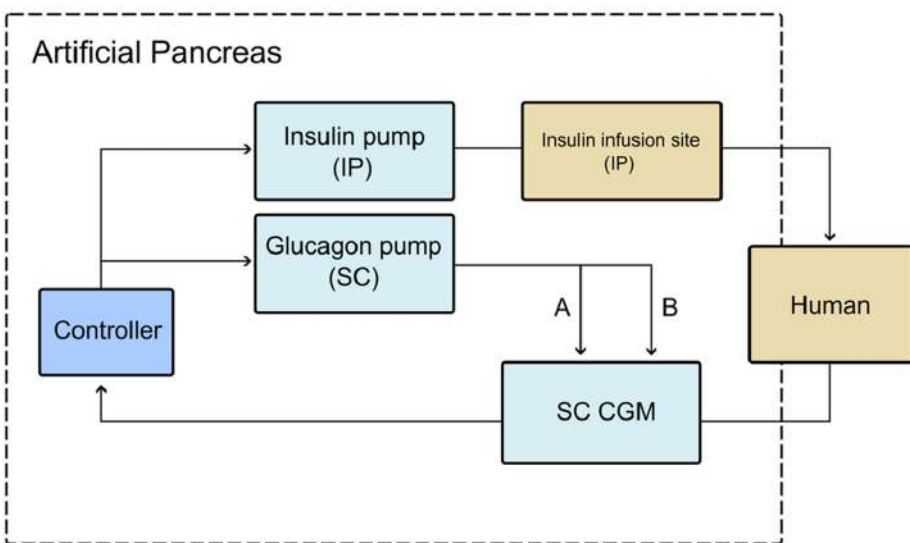 Artificial Pancreas
Insulin pump
(IP)
Insulin infusion site
(IP)
Glucagon pump
(SC)
Controller
A
B
Human
SC CGM